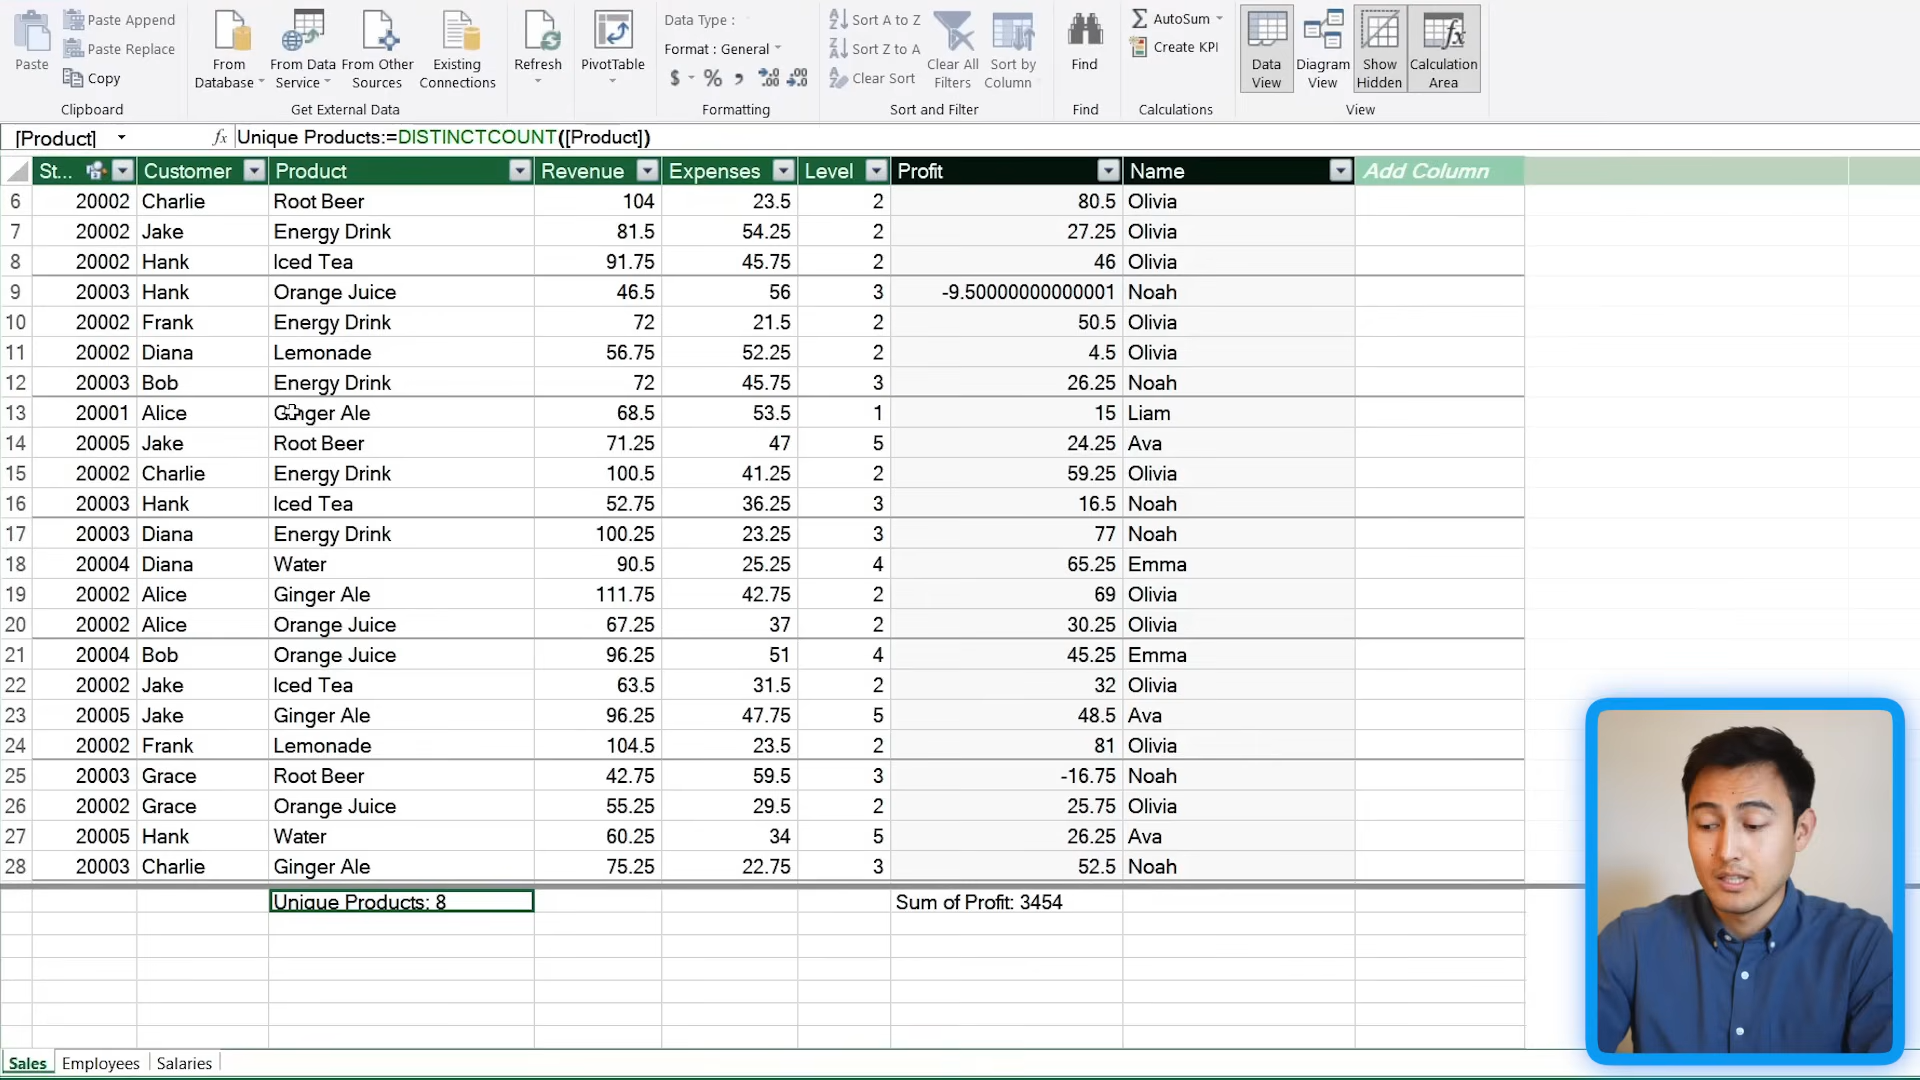 Paste
Paste Append
Paste Replace
Copy
Clipboard
From Database
From Data Service
From Other Sources
Existing Connections
Get External Data
Refresh
PivotTable
Data Type :
Format : General
$ % ,
Formatting
Sort A to Z
Sort Z to A
Clear Sort
Clear All Filters
Sort by Column
Sort and Filter
Find
Find
AutoSum
Create KPI
Calculations
Data View
Diagram View
Show Hidden
Calculation Area
View
[Product] fx Unique Products:=DISTINCTCOUNT([Product])
St... Customer Product Revenue Expenses Level Profit Name Add Column
6 20002 Charlie Root Beer 104 23.5 2 80.5 Olivia
7 20002 Jake Energy Drink 81.5 54.25 2 27.25 Olivia
8 20002 Hank Iced Tea 91.75 45.75 2 46 Olivia
9 20003 Hank Orange Juice 46.5 56 3 -9.50000000000001 Noah
10 20002 Frank Energy Drink 72 21.5 2 50.5 Olivia
11 20002 Diana Lemonade 56.75 52.25 2 4.5 Olivia
12 20003 Bob Energy Drink 72 45.75 3 26.25 Noah
13 20001 Alice Ginger Ale 68.5 53.5 1 15 Liam
14 20005 Jake Root Beer 71.25 47 5 24.25 Ava
15 20002 Charlie Energy Drink 100.5 41.25 2 59.25 Olivia
16 20003 Hank Iced Tea 52.75 36.25 3 16.5 Noah
17 20003 Diana Energy Drink 100.25 23.25 3 77 Noah
18 20004 Diana Water 90.5 25.25 4 65.25 Emma
19 20002 Alice Ginger Ale 111.75 42.75 2 69 Olivia
20 20002 Alice Orange Juice 67.25 37 2 30.25 Olivia
21 20004 Bob Orange Juice 96.25 51 4 45.25 Emma
22 20002 Jake Iced Tea 63.5 31.5 2 32 Olivia
23 20005 Jake Ginger Ale 96.25 47.75 5 48.5 Ava
24 20002 Frank Lemonade 104.5 23.5 2 81 Olivia
25 20003 Grace Root Beer 42.75 59.5 3 -16.75 Noah
26 20002 Grace Orange Juice 55.25 29.5 2 25.75 Olivia
27 20005 Hank Water 60.25 34 5 26.25 Ava
28 20003 Charlie Ginger Ale 75.25 22.75 3 52.5 Noah
Unique Products: 8 Sum of Profit: 3454
Sales Employees Salaries